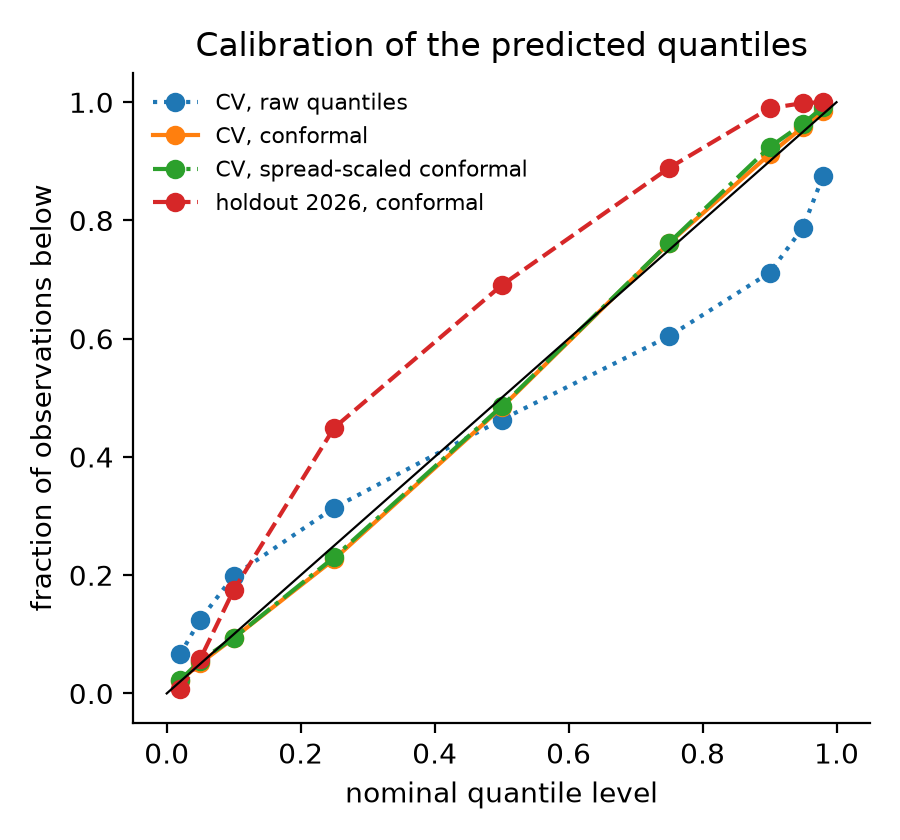 Calibration of the predicted quantiles
CV, raw quantiles
CV, conformal
CV, spread-scaled conformal
holdout 2026, conformal
fraction of observations below
1.0
0.8
0.6
0.4
0.2
0.0
0.0 0.2 0.4 0.6 0.8 1.0
nominal quantile level